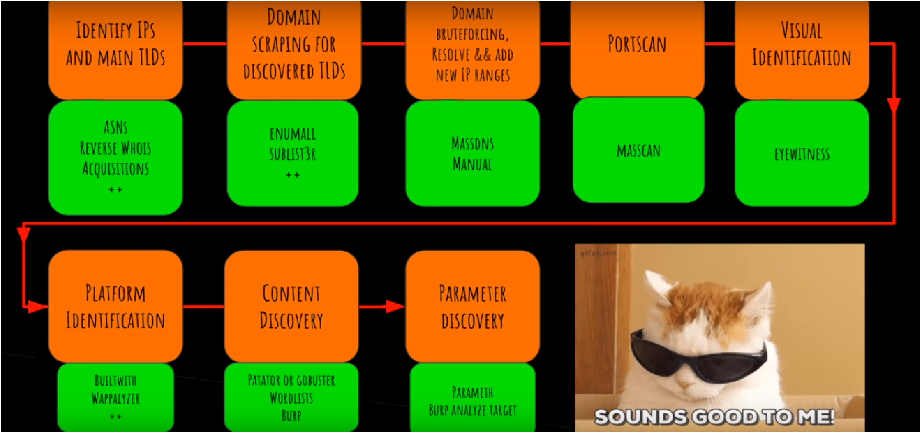 IDENTIFY IPS
AND MAIN TLDS
DOMAIN
SCRAPING FOR
DISCOVERED TLDS
DOMAIN
BRUTEFORCING,
RESOLVE && ADD
NEW IP RANGES
PORTSCAN
VISUAL
IDENTIFICATION
ASNS
REVERSE WHOIS
ACQUISITIONS
++
ENUMALL
SUBLIST3R
++
MASSDNS
MANUAL
MASSCAN
EYEWITNESS
PLATFORM
IDENTIFICATION
CONTENT
DISCOVERY
PARAMETER
DISCOVERY
BUILTWITH
WAPPALYZER
++
PATATOR OR GOBUSTER
WORDLISTS
BURP
PARAMETH
BURP ANALYZE TARGET
SOUNDS GOOD TO ME!